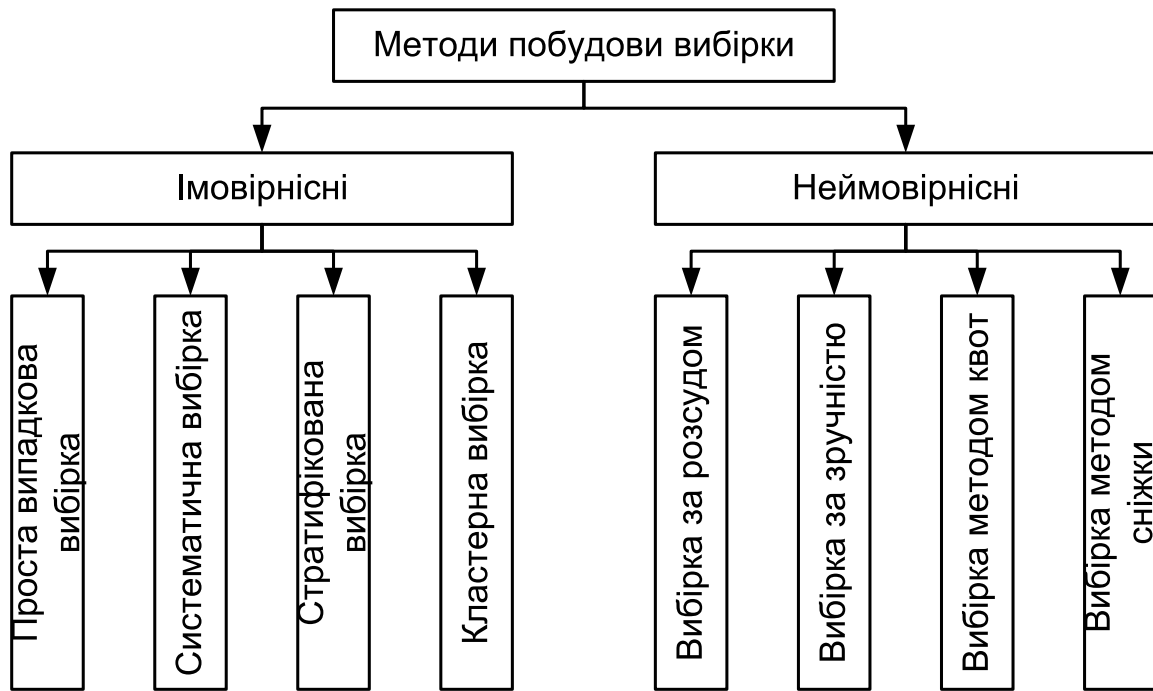 Методи побудови вибірки
Імовірнісні
Неймовірнісні
Проста випадкова
вибірка
Систематична вибірка
Стратифікована
вибірка
Кластерна вибірка
Вибірка за розсудом
Вибірка за зручністю
Вибірка методом квот
Вибірка методом
сніжки